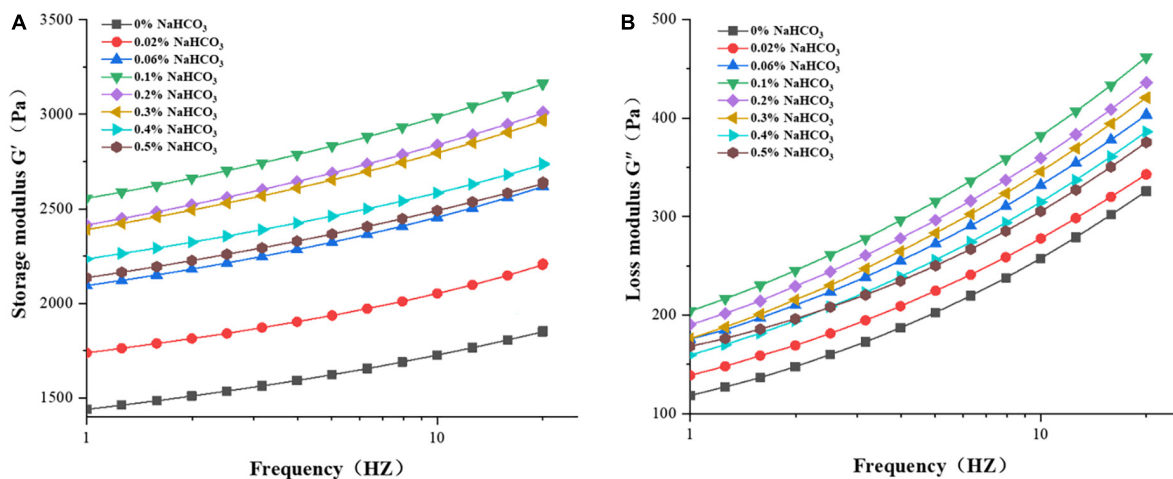 A
0% NaHCO₃
0.02% NaHCO₃
0.06% NaHCO₃
0.1% NaHCO₃
0.2% NaHCO₃
0.3% NaHCO₃
0.4% NaHCO₃
0.5% NaHCO₃
Storage modulus G′（Pa）
3500
3000
2500
2000
1500
1
10
Frequency（HZ）
B
0% NaHCO₃
0.02% NaHCO₃
0.06% NaHCO₃
0.1% NaHCO₃
0.2% NaHCO₃
0.3% NaHCO₃
0.4% NaHCO₃
0.5% NaHCO₃
Loss modulus G″（Pa）
500
400
300
200
100
1
10
Frequency（HZ）